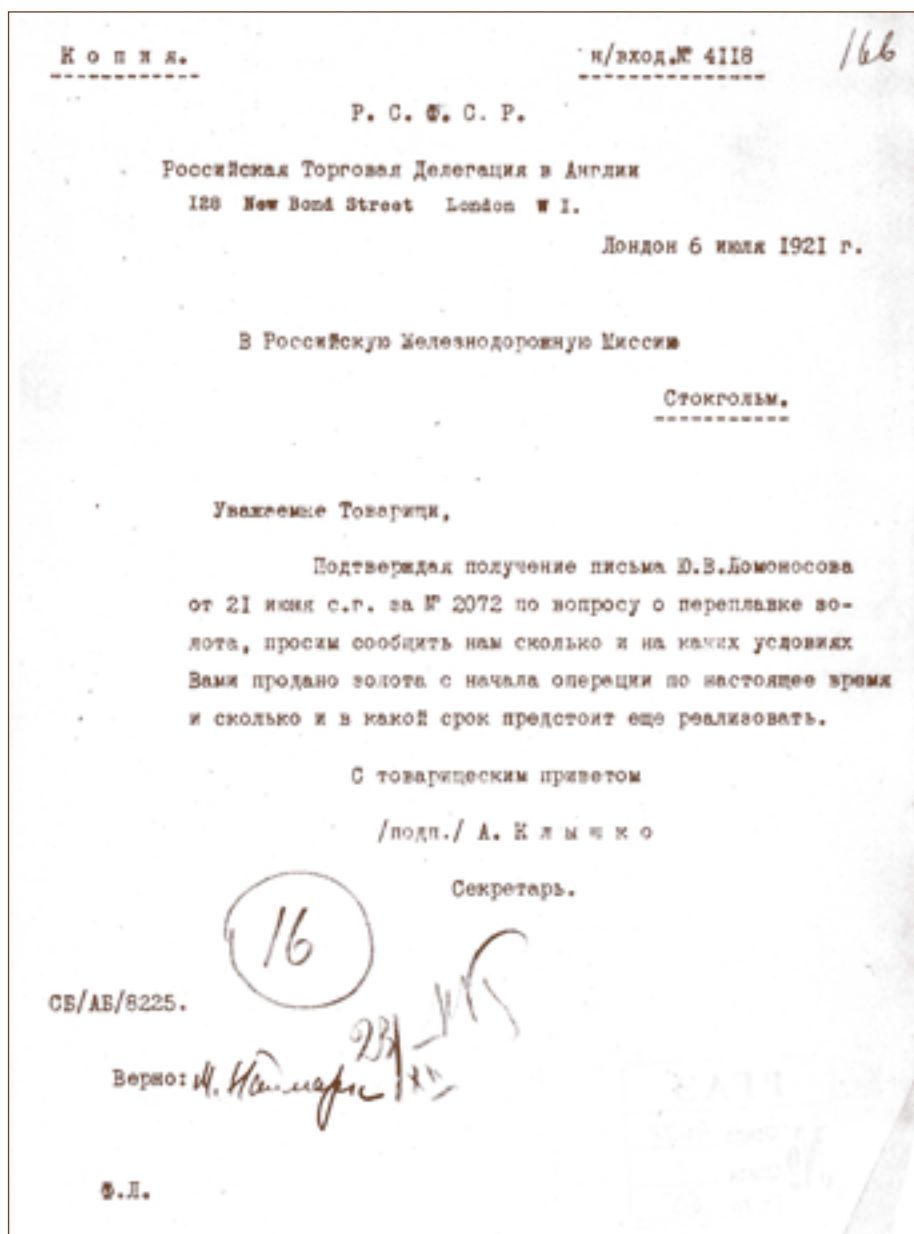 К о п и я.
н/вход.№ 4118
166
Р. С. Ф. С. Р.
Российская Торговая Делегация в Англии
128 New Bond Street London W 1.
Лондон 6 июля 1921 г.
В Российскую Железнодорожную Миссию
Стокгольм.
Уважаемые Товарищи,
Подтверждая получение письма Ю.В.Ломоносова
от 21 июня с.г. за № 2072 по вопросу о переплавке зо-
лота, просим сообщить нам сколько и на каких условиях
Вами продано золота с начала операции по настоящее время
и сколько и в какой срок предстоит еще реализовать.
С товарищеским приветом
/подп./ А. К л ы ч к о
Секретарь.
16
СБ/АБ/8225.
23
Верно:
Ф.Л.